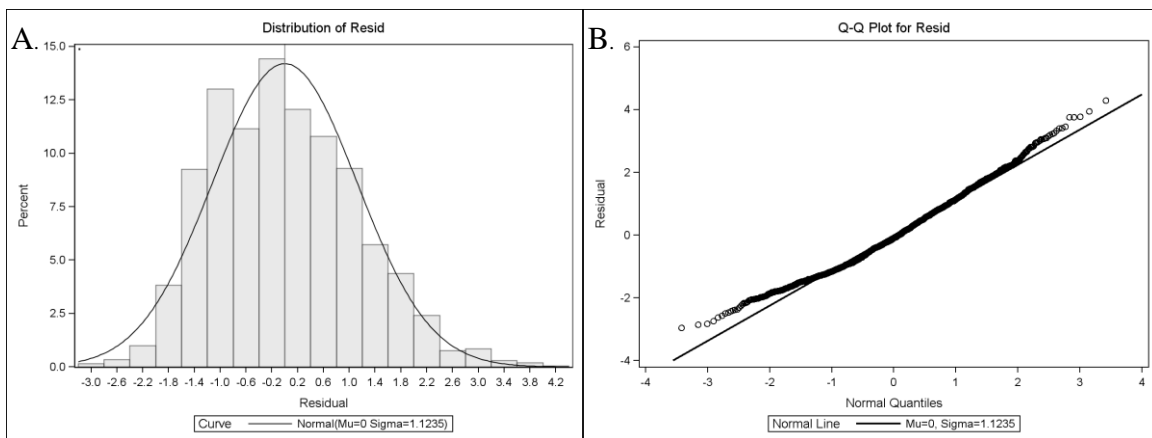 A.
Distribution of Resid
15.0
12.5
10.0
7.5
5.0
2.5
0.0
Percent
-3.0 -2.6 -2.2 -1.8 -1.4 -1.0 -0.6 -0.2 0.2 0.6 1.0 1.4 1.8 2.2 2.6 3.0 3.4 3.8 4.2
Residual
Curve Normal(Mu=0 Sigma=1.1235)
B.
Q-Q Plot for Resid
6
4
2
0
-2
-4
Residual
-4 -3 -2 -1 0 1 2 3 4
Normal Quantiles
Normal Line Mu=0, Sigma=1.1235